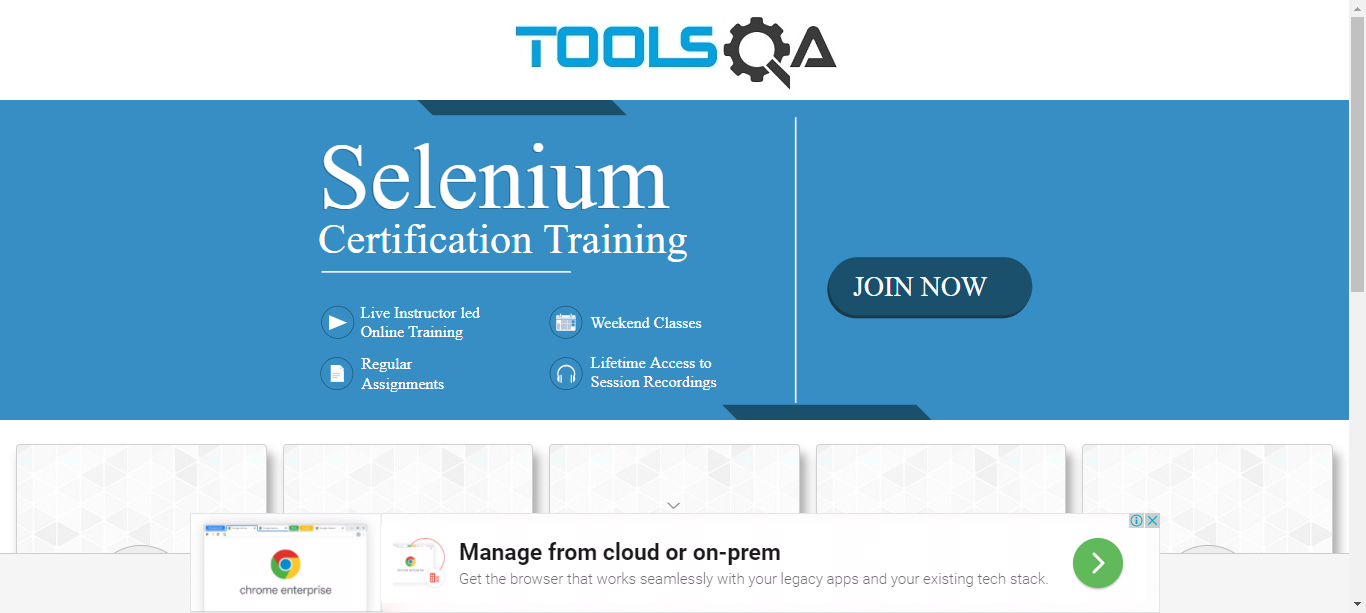 TOOLSQA
Selenium
Certification Training
Live Instructor led
Online Training
Weekend Classes
Regular
Assignments
Lifetime Access to
Session Recordings
JOIN NOW
chrome enterprise
Manage from cloud or on-prem
Get the browser that works seamlessly with your legacy apps and your existing tech stack.